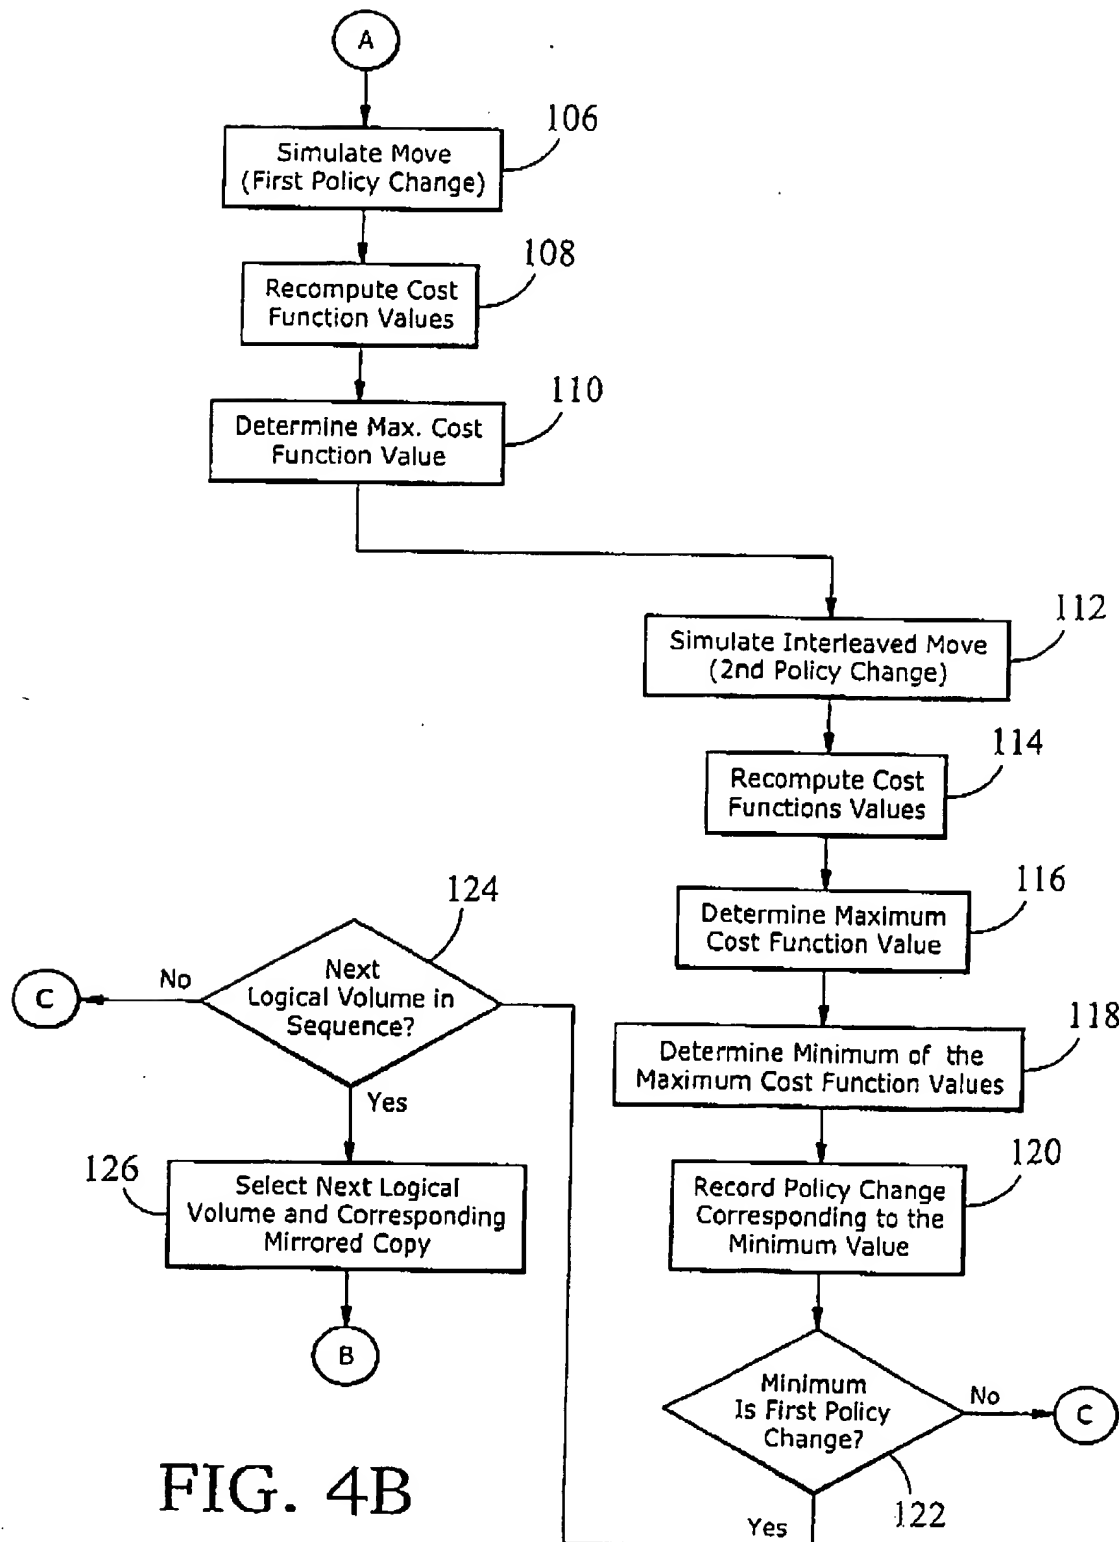 A
106
Simulate Move
(First Policy Change)
108
Recompute Cost
Function Values
110
Determine Max. Cost
Function Value
112
Simulate Interleaved Move
(2nd Policy Change)
114
Recompute Cost
Functions Values
116
Determine Maximum
Cost Function Value
118
Determine Minimum of the
Maximum Cost Function Values
120
Record Policy Change
Corresponding to the
Minimum Value
Minimum
Is First Policy
Change?
No
C
122
Yes
124
Next
Logical Volume in
Sequence?
No
C
Yes
126
Select Next Logical
Volume and Corresponding
Mirrored Copy
B
FIG. 4B